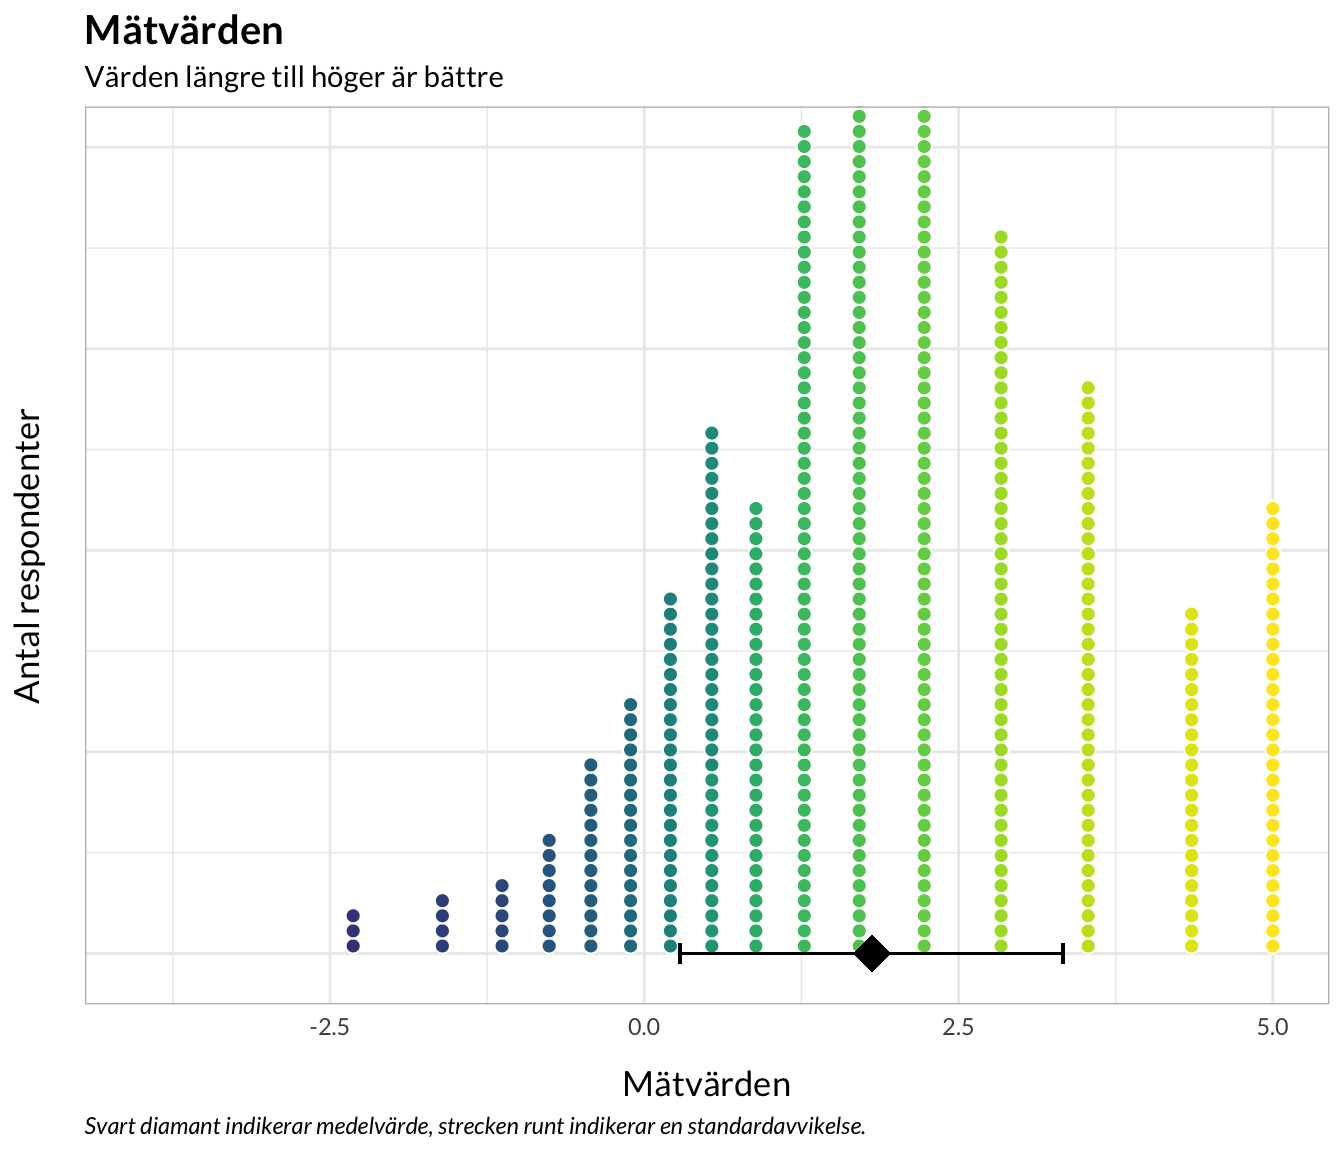 Mätvärden
Värden längre till höger är bättre
Antal respondenter
-2.5 0.0 2.5 5.0
Mätvärden
Svart diamant indikerar medelvärde, strecken runt indikerar en standardavvikelse.